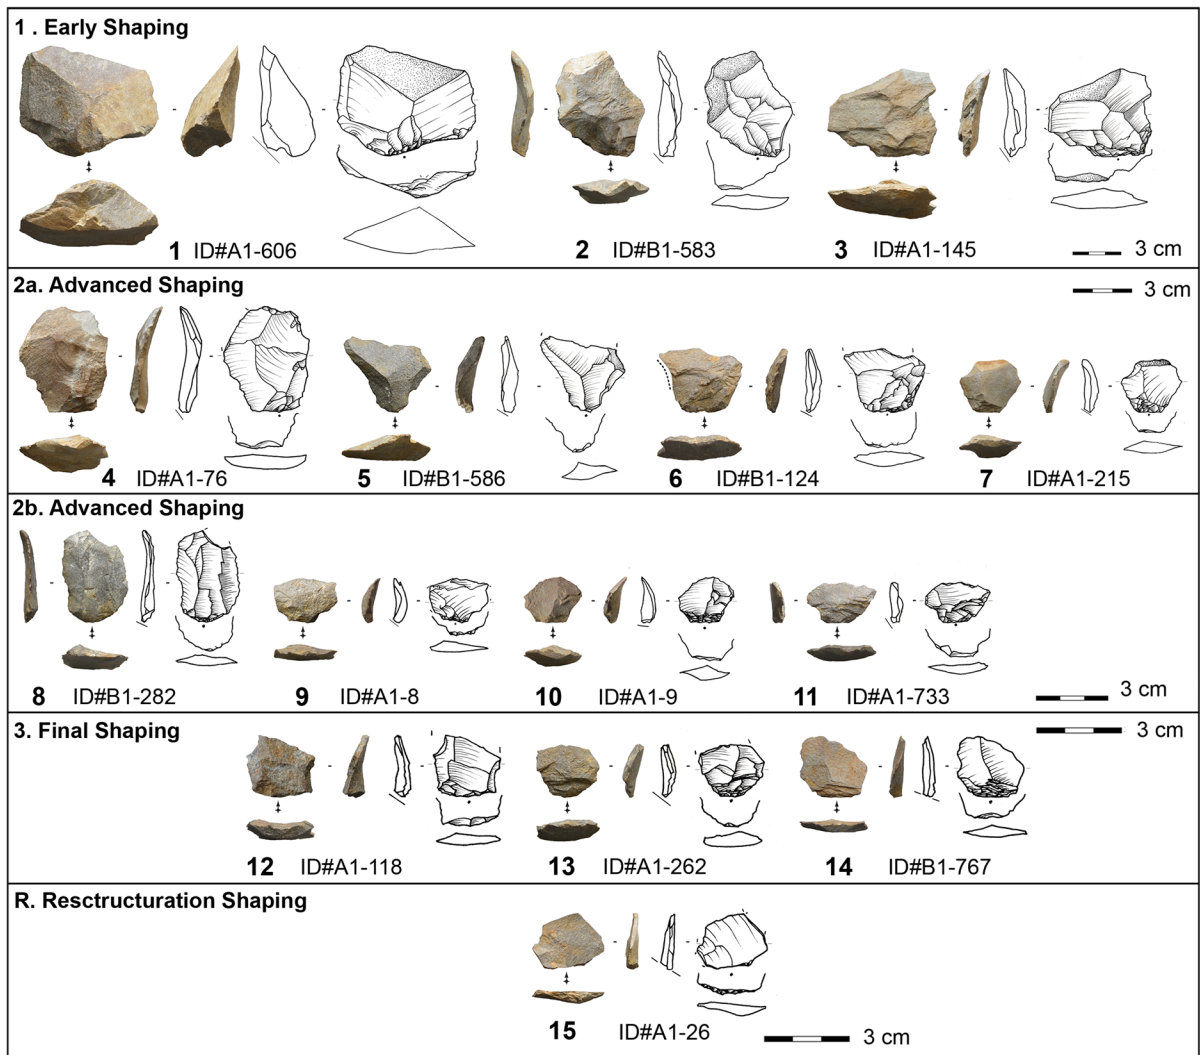 1 . Early Shaping
1 ID#A1-606
2 ID#B1-583
3 ID#A1-145
3 cm
2a. Advanced Shaping
3 cm
4 ID#A1-76
5 ID#B1-586
6 ID#B1-124
7 ID#A1-215
2b. Advanced Shaping
8 ID#B1-282
9 ID#A1-8
10 ID#A1-9
11 ID#A1-733
3 cm
3. Final Shaping
3 cm
12 ID#A1-118
13 ID#A1-262
14 ID#B1-767
R. Resctructuration Shaping
15 ID#A1-26
3 cm